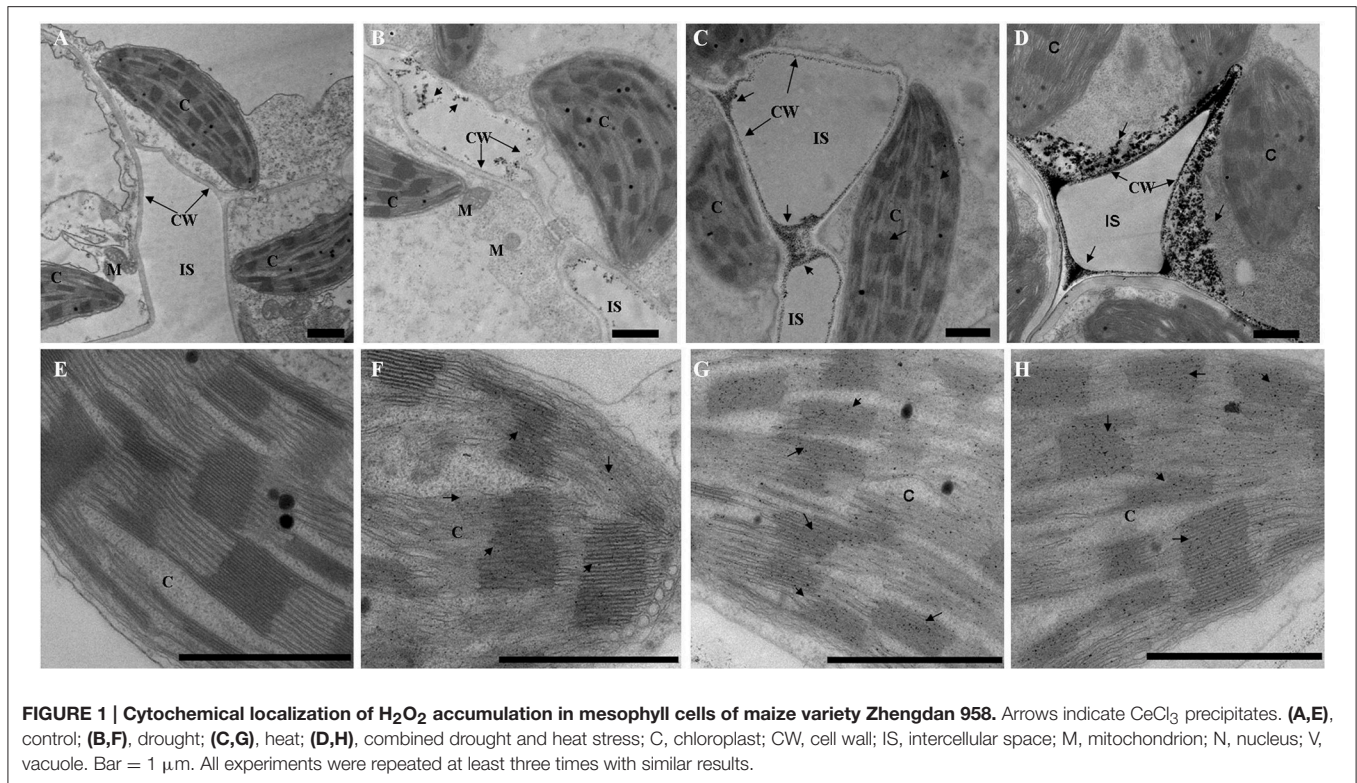 A
C
CW
M
IS
C
C
B
CW
C
C
M
M
IS
C
CW
IS
C
C
IS
D
C
C
CW
IS
E
C
F
C
G
C
H
C
FIGURE 1 | Cytochemical localization of H₂O₂ accumulation in mesophyll cells of maize variety Zhengdan 958. Arrows indicate CeCl₃ precipitates. (A,E),
control; (B,F), drought; (C,G), heat; (D,H), combined drought and heat stress; C, chloroplast; CW, cell wall; IS, intercellular space; M, mitochondrion; N, nucleus; V,
vacuole. Bar = 1 μm. All experiments were repeated at least three times with similar results.